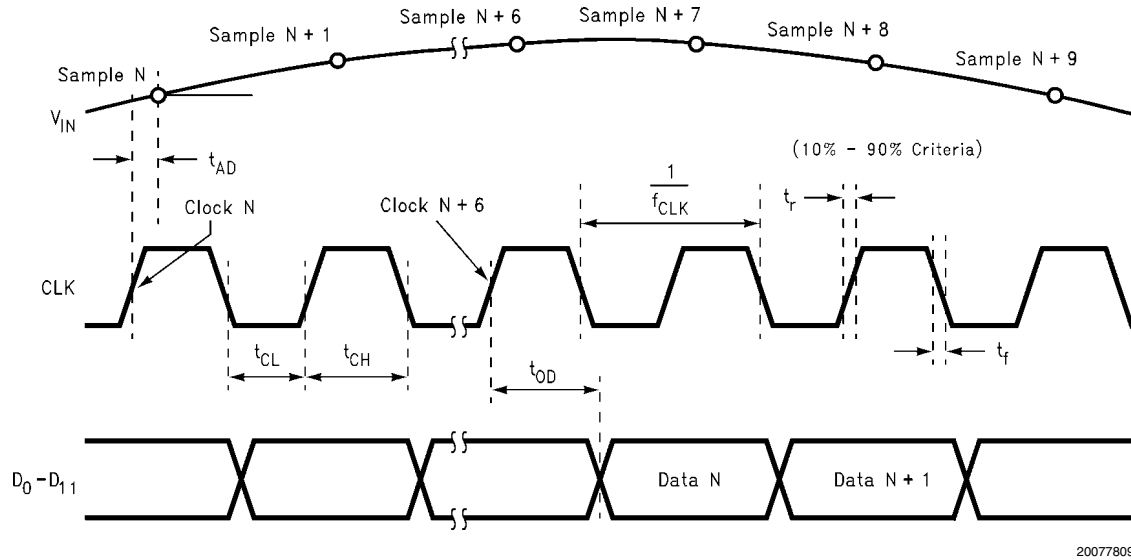 Sample N + 6
Sample N + 7
Sample N + 1
Sample N + 8
Sample N + 9
Sample N
V_IN
t_AD
(10% - 90% Criteria)
1
f_CLK
t_r
Clock N
Clock N + 6
CLK
t_CL
t_CH
t_OD
t_f
D_0 - D_11
Data N
Data N + 1
20077809